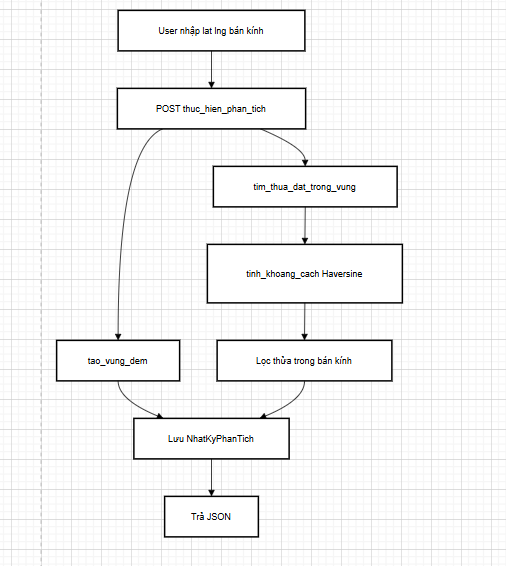 User nhập lat lng bán kính
POST thuc_hien_phan_tich
tim_thua_dat_trong_vung
tinh_khoang_cach Haversine
tao_vung_dem
Lọc thửa trong bán kính
Lưu NhatKyPhanTich
Trả JSON